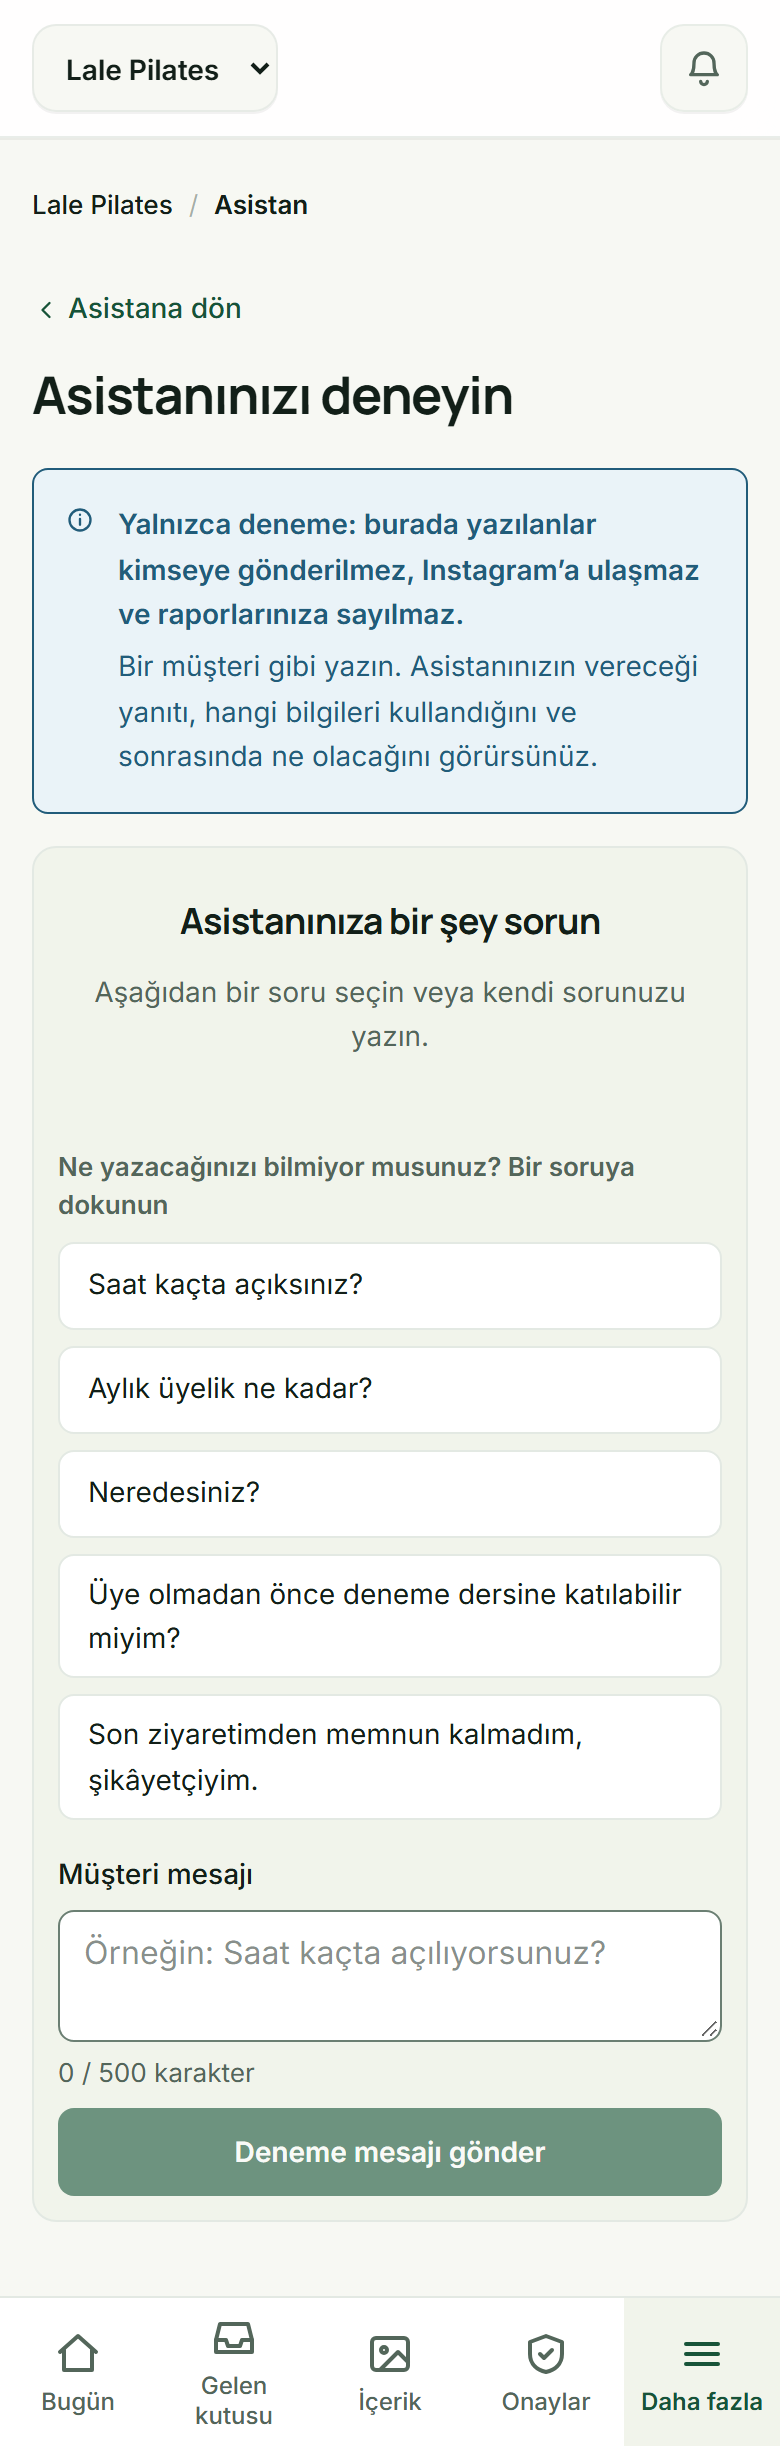 Lale Pilates
Lale Pilates / Asistan
Asistana dön
Asistanınızı deneyin
Yalnızca deneme: burada yazılanlar
kimseye gönderilmez, Instagram’a ulaşmaz
ve raporlarınıza sayılmaz.
Bir müşteri gibi yazın. Asistanınızın vereceği
yanıtı, hangi bilgileri kullandığını ve
sonrasında ne olacağını görürsünüz.
Asistanınıza bir şey sorun
Aşağıdan bir soru seçin veya kendi sorunuzu
yazın.
Ne yazacağınızı bilmiyor musunuz? Bir soruya
dokunun
Saat kaçta açıksınız?
Aylık üyelik ne kadar?
Neredesiniz?
Üye olmadan önce deneme dersine katılabilir
miyim?
Son ziyaretimden memnun kalmadım,
şikâyetçiyim.
Müşteri mesajı
Örneğin: Saat kaçta açılıyorsunuz?
0 / 500 karakter
Deneme mesajı gönder
Bugün
Gelen
kutusu
İçerik
Onaylar
Daha fazla